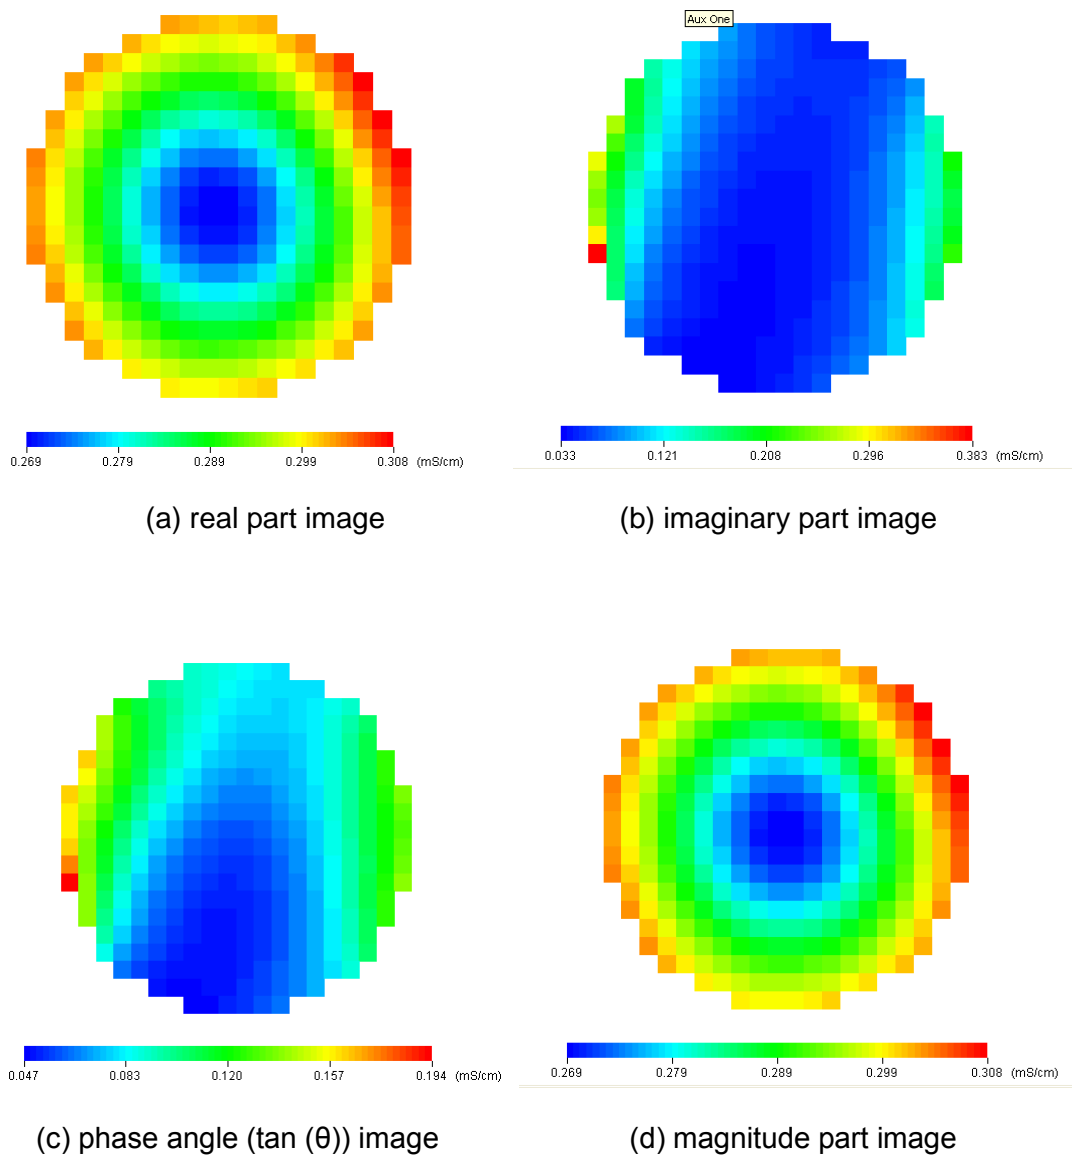 Aux One
0.269 0.279 0.289 0.299 0.308 (mS/cm)
0.033 0.121 0.208 0.296 0.383 (mS/cm)
(a) real part image
(b) imaginary part image
0.047 0.083 0.120 0.157 0.194 (mS/cm)
0.269 0.279 0.289 0.299 0.308 (mS/cm)
(c) phase angle (tan (θ)) image
(d) magnitude part image